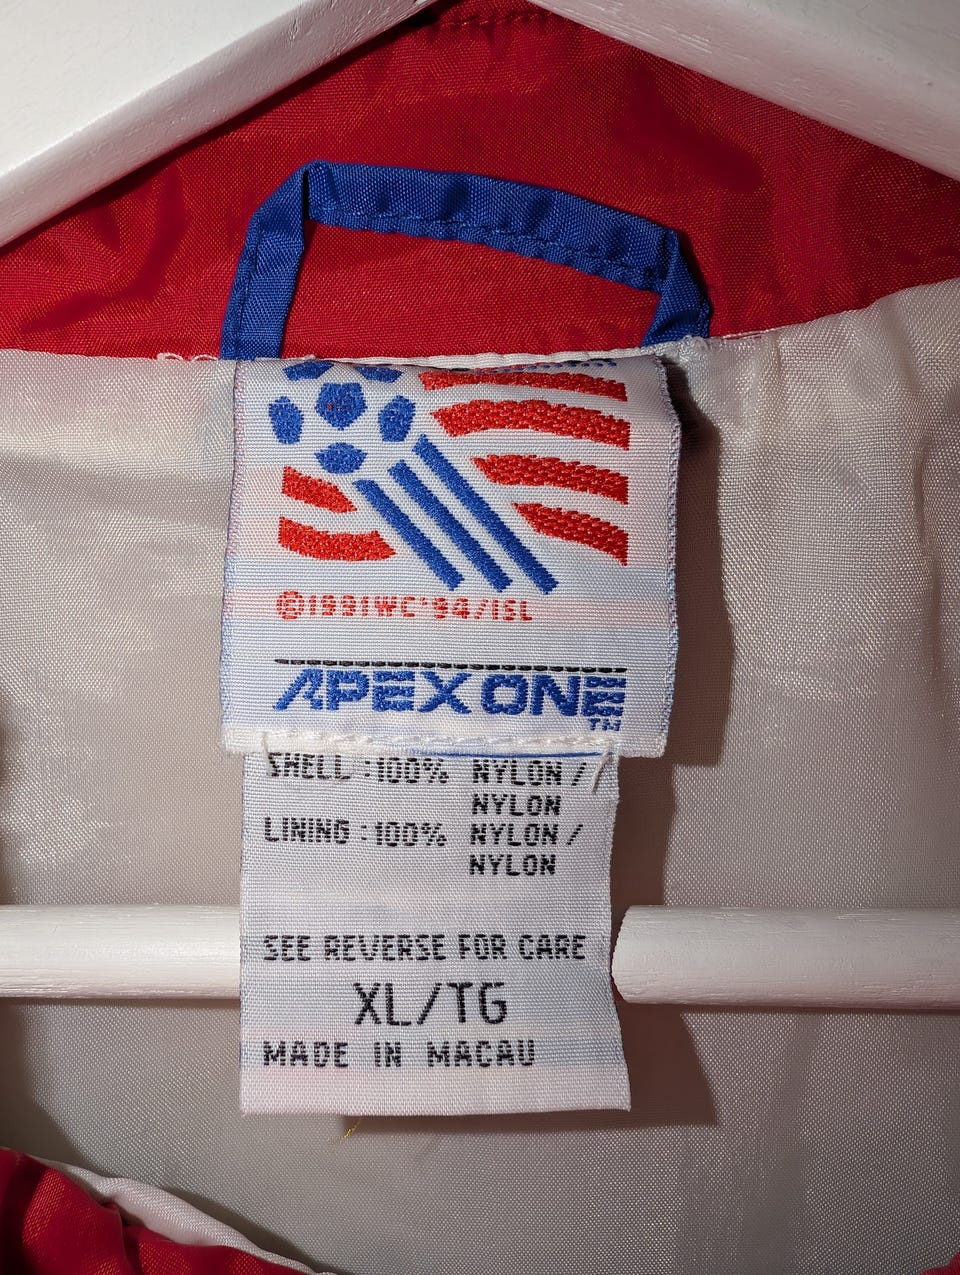 ©1991WC'94/ISL
APEX ONE
TM
SHELL : 100% NYLON /
NYLON
LINING : 100% NYLON /
NYLON
SEE REVERSE FOR CARE
XL/TG
MADE IN MACAU